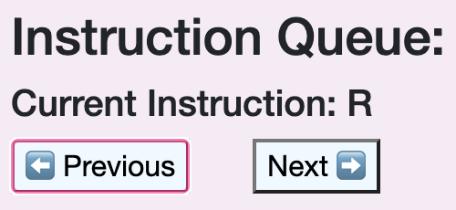 Instruction Queue:
Current Instruction: R
⬅️ Previous
Next ➡️